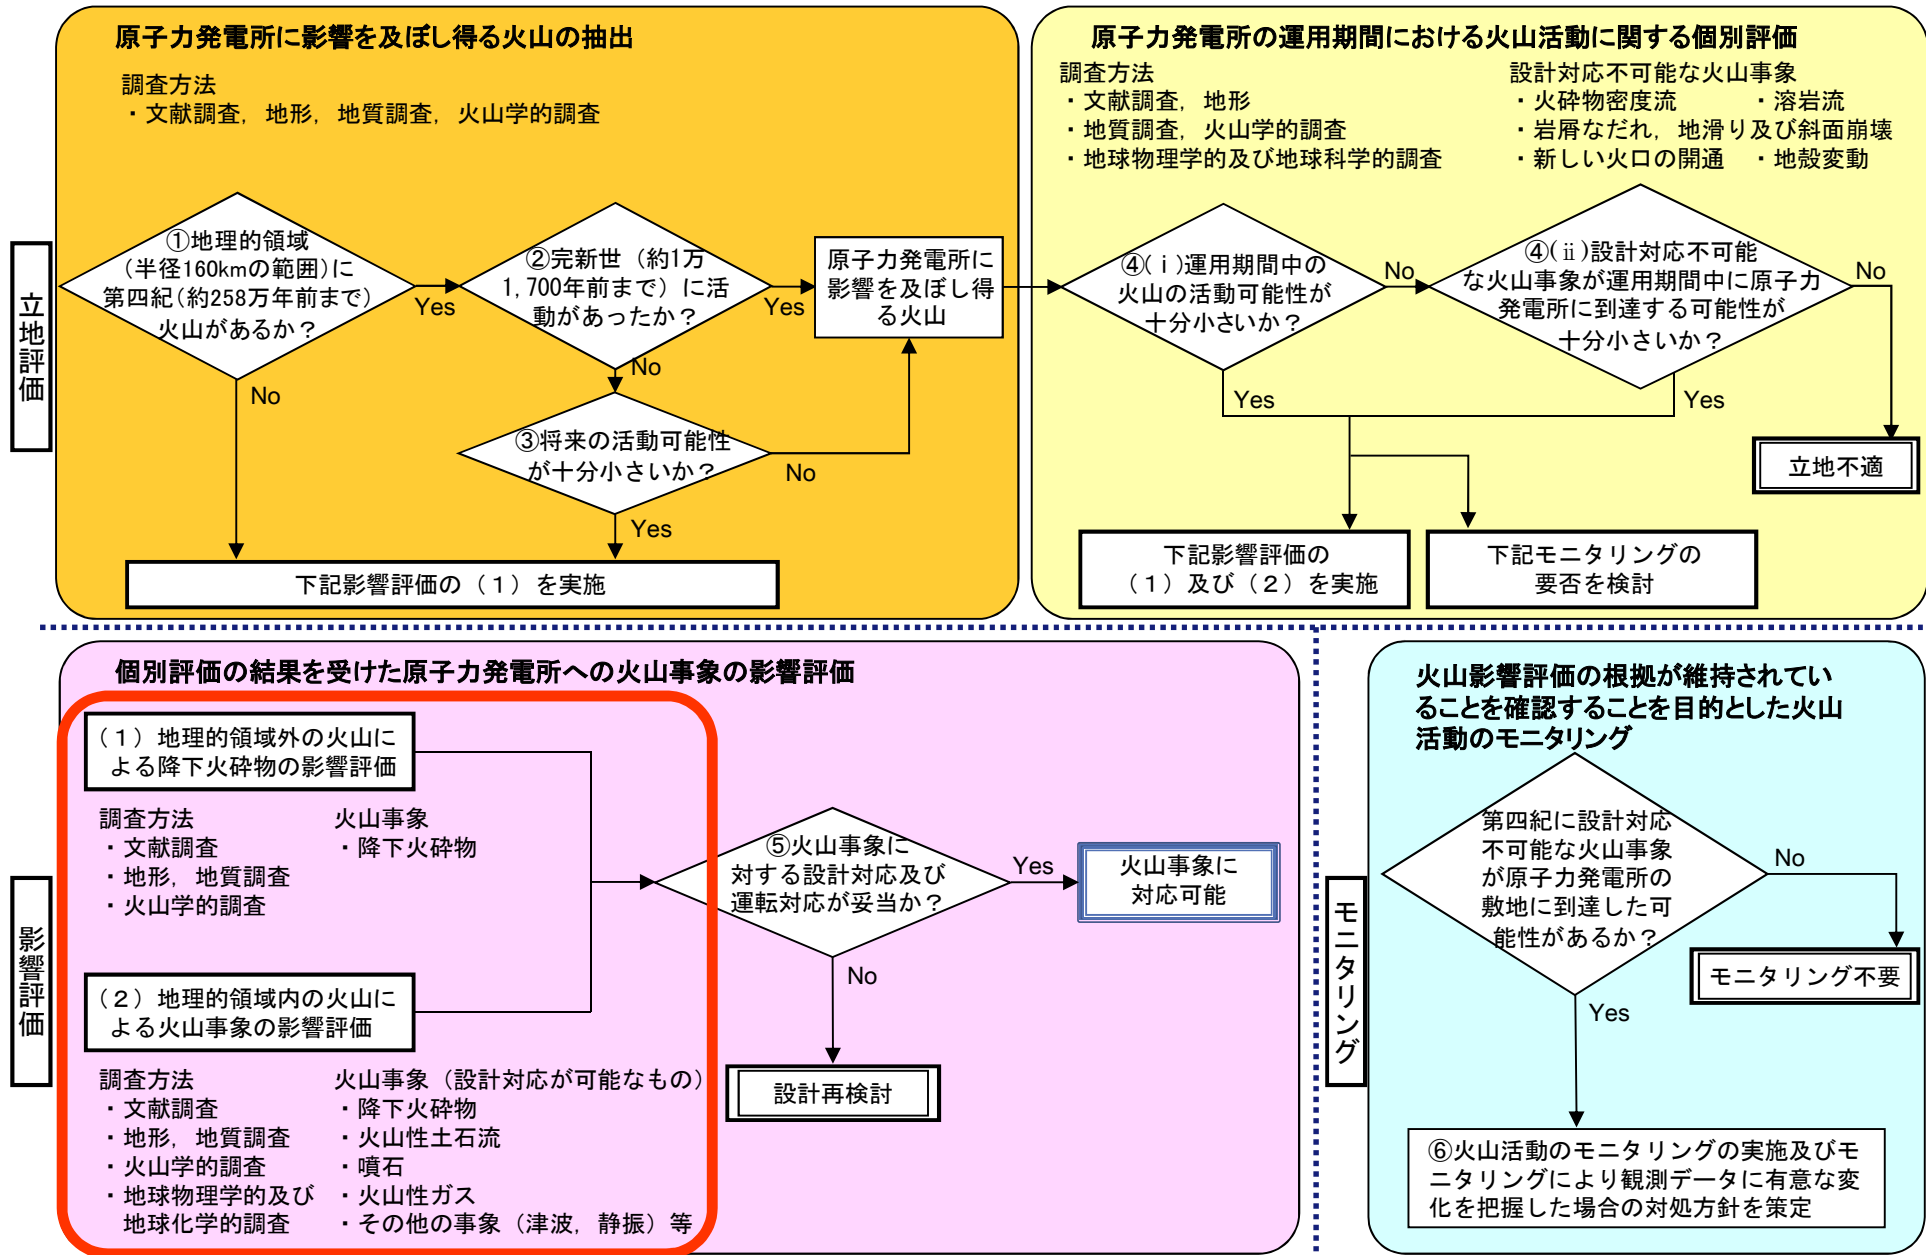 原子力発電所に影響を及ぼし得る火山の抽出
調査方法
・文献調査，地形，地質調査，火山学的調査
立地評価
①地理的領域
（半径160kmの範囲）に
第四紀（約258万年前まで）
火山があるか？
Yes
No
②完新世（約1万
1,700年前まで）に活
動があったか？
Yes
No
原子力発電所に
影響を及ぼし得
る火山
③将来の活動可能性
が十分小さいか？
No
Yes
下記影響評価の（１）を実施
原子力発電所の運用期間における火山活動に関する個別評価
調査方法
・文献調査，地形
・地質調査，火山学的調査
・地球物理学的及び地球科学的調査
設計対応不可能な火山事象
・火砕物密度流　　・溶岩流
・岩屑なだれ，地滑り及び斜面崩壊
・新しい火口の開通　・地殻変動
④(ⅰ)運用期間中の
火山の活動可能性が
十分小さいか？
No
Yes
④(ⅱ)設計対応不可能
な火山事象が運用期間中に原子力
発電所に到達する可能性が
十分小さいか？
No
Yes
立地不適
下記影響評価の
（１）及び（２）を実施
下記モニタリングの
要否を検討
個別評価の結果を受けた原子力発電所への火山事象の影響評価
影響評価
（１）地理的領域外の火山に
よる降下火砕物の影響評価
調査方法
・文献調査
・地形，地質調査
・火山学的調査
火山事象
・降下火砕物
（２）地理的領域内の火山に
よる火山事象の影響評価
調査方法
・文献調査
・地形，地質調査
・火山学的調査
・地球物理学的及び
地球化学的調査
火山事象（設計対応が可能なもの）
・降下火砕物
・火山性土石流
・噴石
・火山性ガス
・その他の事象（津波，静振）等
⑤火山事象に
対する設計対応及び
運転対応が妥当か？
Yes
No
火山事象に
対応可能
設計再検討
モニタリング
火山影響評価の根拠が維持されてい
ることを確認することを目的とした火山
活動のモニタリング
第四紀に設計対応
不可能な火山事象
が原子力発電所の
敷地に到達した可
能性があるか？
No
Yes
モニタリング不要
⑥火山活動のモニタリングの実施及びモ
ニタリングにより観測データに有意な変
化を把握した場合の対処方針を策定